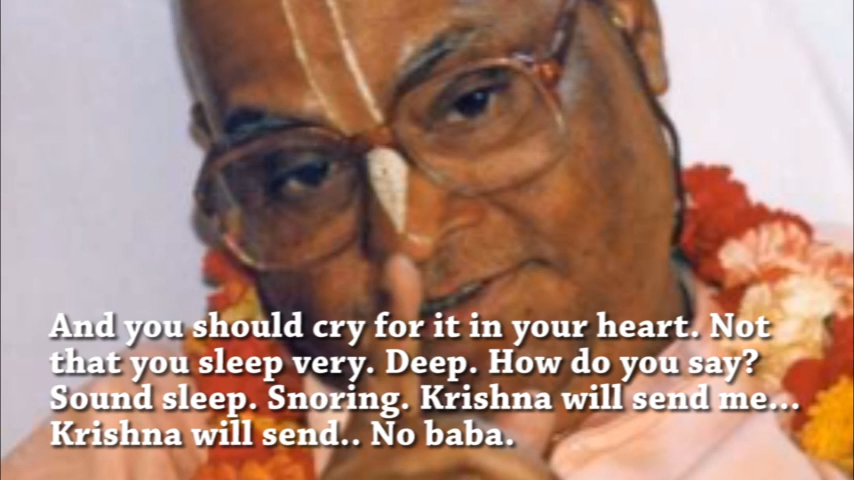 And you should cry for it in your heart. Not
that you sleep very. Deep. How do you say?
Sound sleep. Snoring. Krishna will send me...
Krishna will send.. No baba.